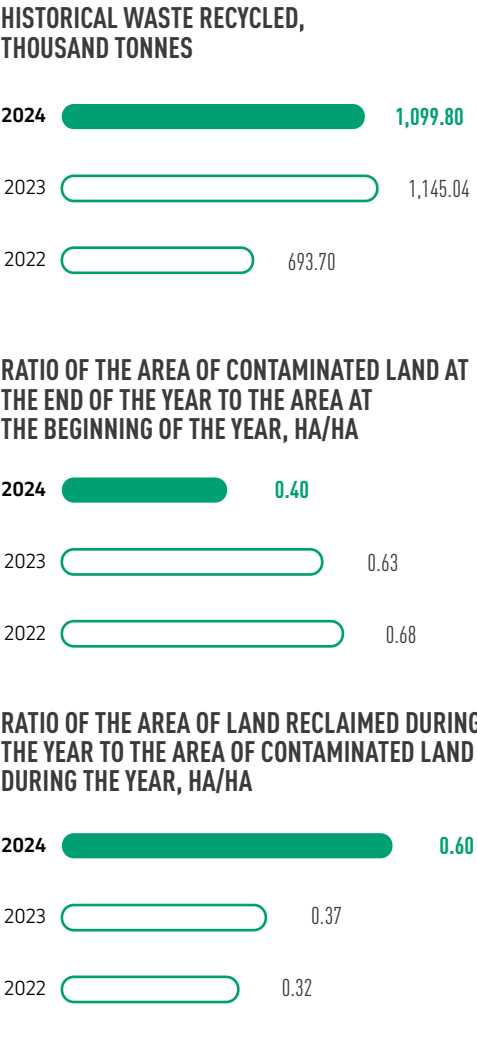 HISTORICAL WASTE RECYCLED,
THOUSAND TONNES
2024 1,099.80
2023 1,145.04
2022 693.70
RATIO OF THE AREA OF CONTAMINATED LAND AT
THE END OF THE YEAR TO THE AREA AT
THE BEGINNING OF THE YEAR, HA/HA
2024 0.40
2023 0.63
2022 0.68
RATIO OF THE AREA OF LAND RECLAIMED DURING
THE YEAR TO THE AREA OF CONTAMINATED LAND
DURING THE YEAR, HA/HA
2024 0.60
2023 0.37
2022 0.32